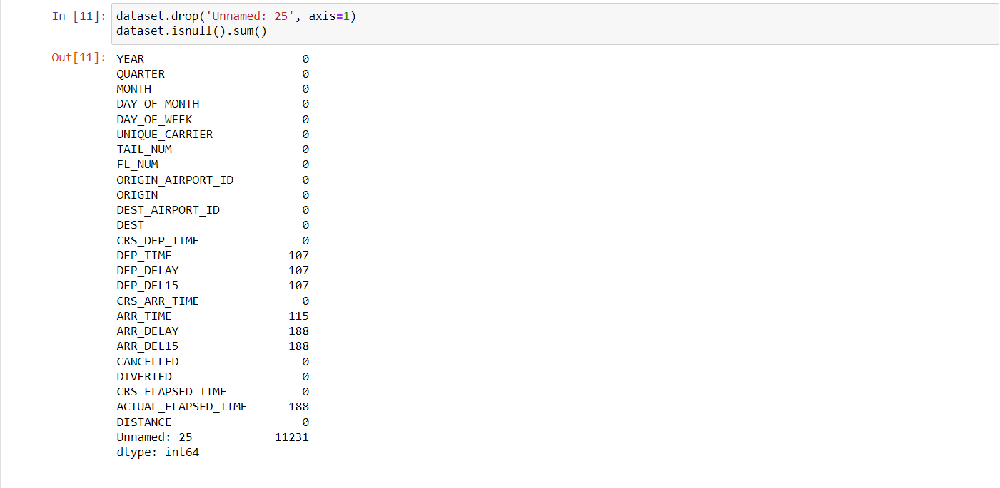 In [11]: dataset.drop('Unnamed: 25', axis=1)
dataset.isnull().sum()
Out[11]: YEAR 0
QUARTER 0
MONTH 0
DAY_OF_MONTH 0
DAY_OF_WEEK 0
UNIQUE_CARRIER 0
TAIL_NUM 0
FL_NUM 0
ORIGIN_AIRPORT_ID 0
ORIGIN 0
DEST_AIRPORT_ID 0
DEST 0
CRS_DEP_TIME 0
DEP_TIME 107
DEP_DELAY 107
DEP_DEL15 107
CRS_ARR_TIME 0
ARR_TIME 115
ARR_DELAY 188
ARR_DEL15 188
CANCELLED 0
DIVERTED 0
CRS_ELAPSED_TIME 0
ACTUAL_ELAPSED_TIME 188
DISTANCE 0
Unnamed: 25 11231
dtype: int64